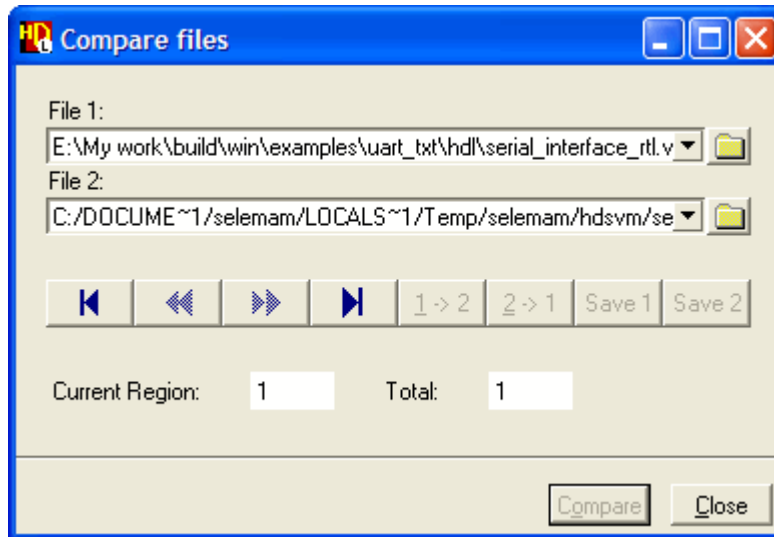 HDL
Compare files
File 1:
E:\My work\build\win\examples\uart_txt\hdl\serial_interface_rtl.v
File 2:
C:/DOCUME~1/selemam/LOCALS~1/Temp/selemam/hdsvm/se
1 -> 2 2 -> 1 Save 1 Save 2
Current Region: 1 Total: 1
Compare Close